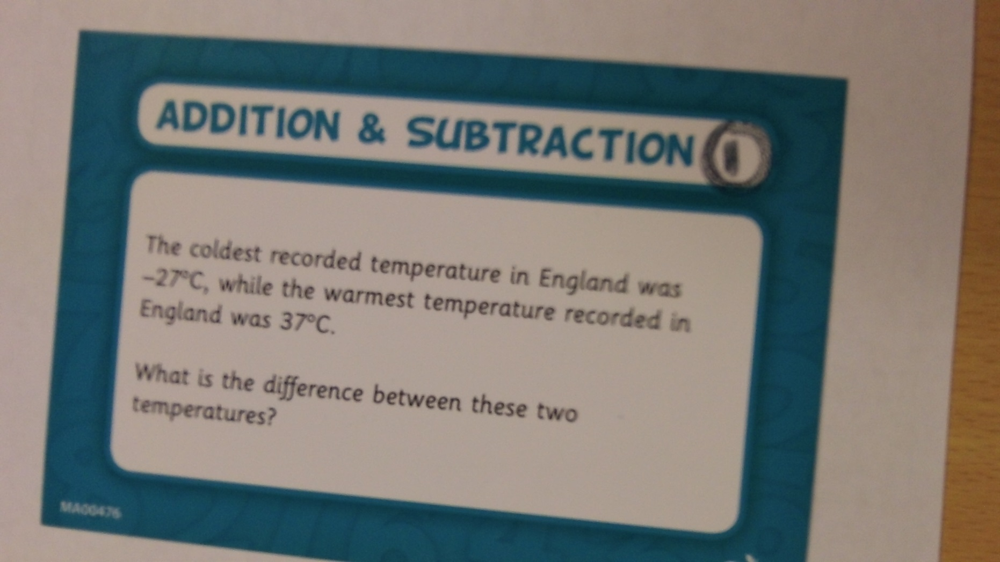 ADDITION & SUBTRACTION 1
The coldest recorded temperature in England was
–27°C, while the warmest temperature recorded in
England was 37°C.
What is the difference between these two
temperatures?
MA00476